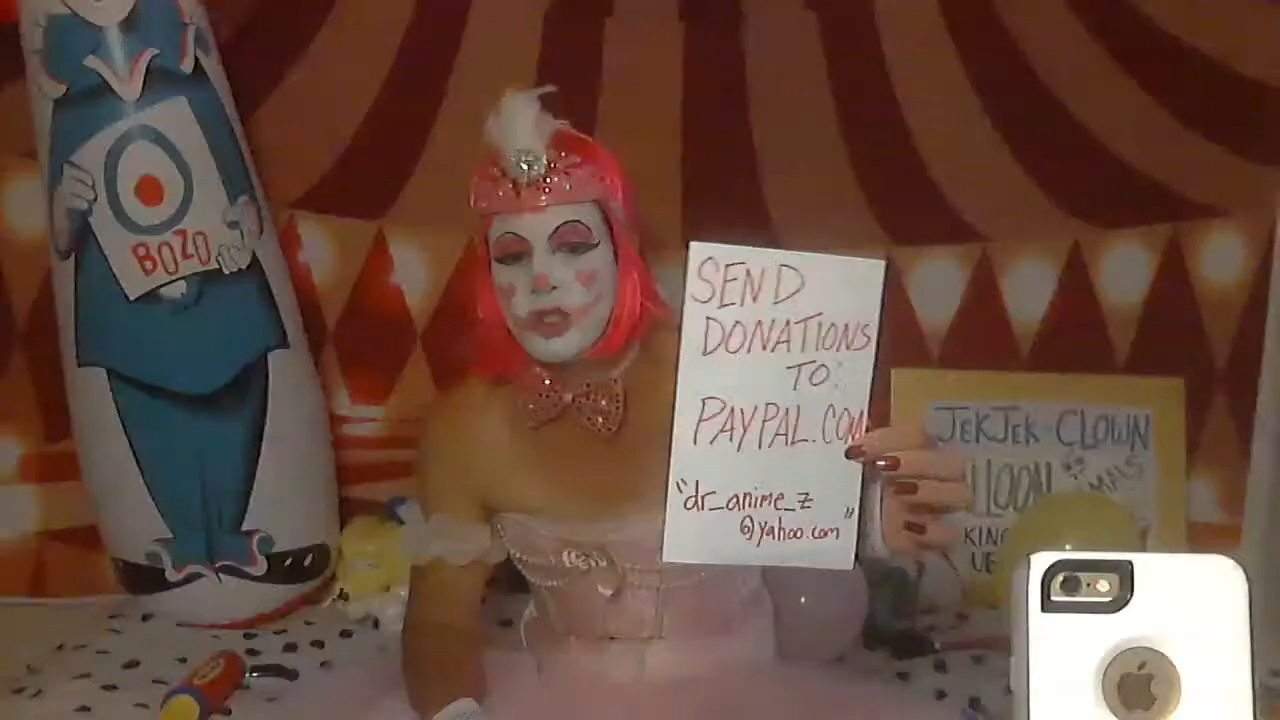 BOZO
SEND
DONATIONS
TO:
PAYPAL.COM
"dr_anime_z
@yahoo.com"
JEKJEK CLOWN